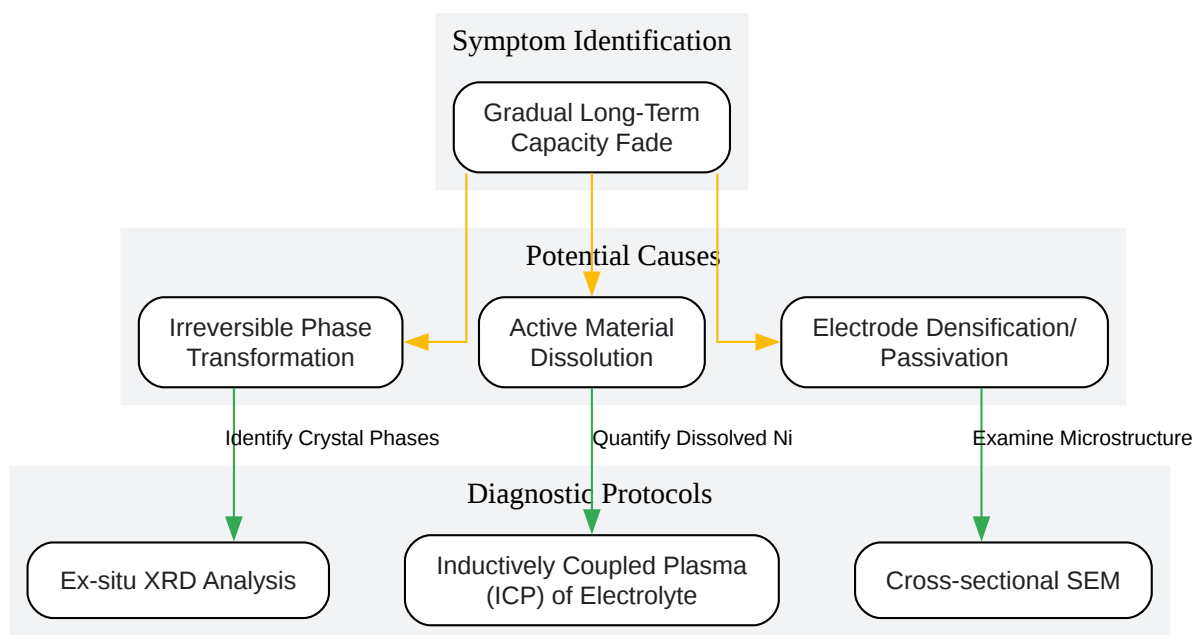 Symptom Identification
Gradual Long-Term
Capacity Fade
Potential Causes
Irreversible Phase
Transformation
Active Material
Dissolution
Electrode Densification/
Passivation
Identify Crystal Phases
Quantify Dissolved Ni
Examine Microstructure
Diagnostic Protocols
Ex-situ XRD Analysis
Inductively Coupled Plasma
(ICP) of Electrolyte
Cross-sectional SEM